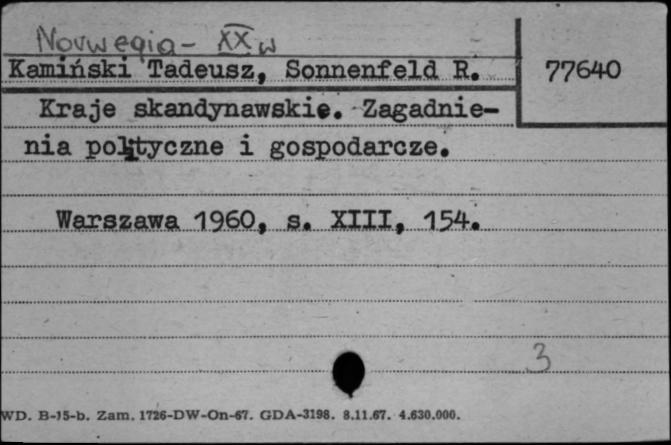 Norwegia - XX w
Kamiński Tadeusz, Sonnenfeld R.
77640
Kraje skandynawskie. Zagadnie-
nia polityczne i gospodarcze.
Warszawa 1960, s. XIII, 154.
3
WD. B-15-b. Zam. 1726-DW-On-67. GDA-3198. 8.11.67. 4.630.000.